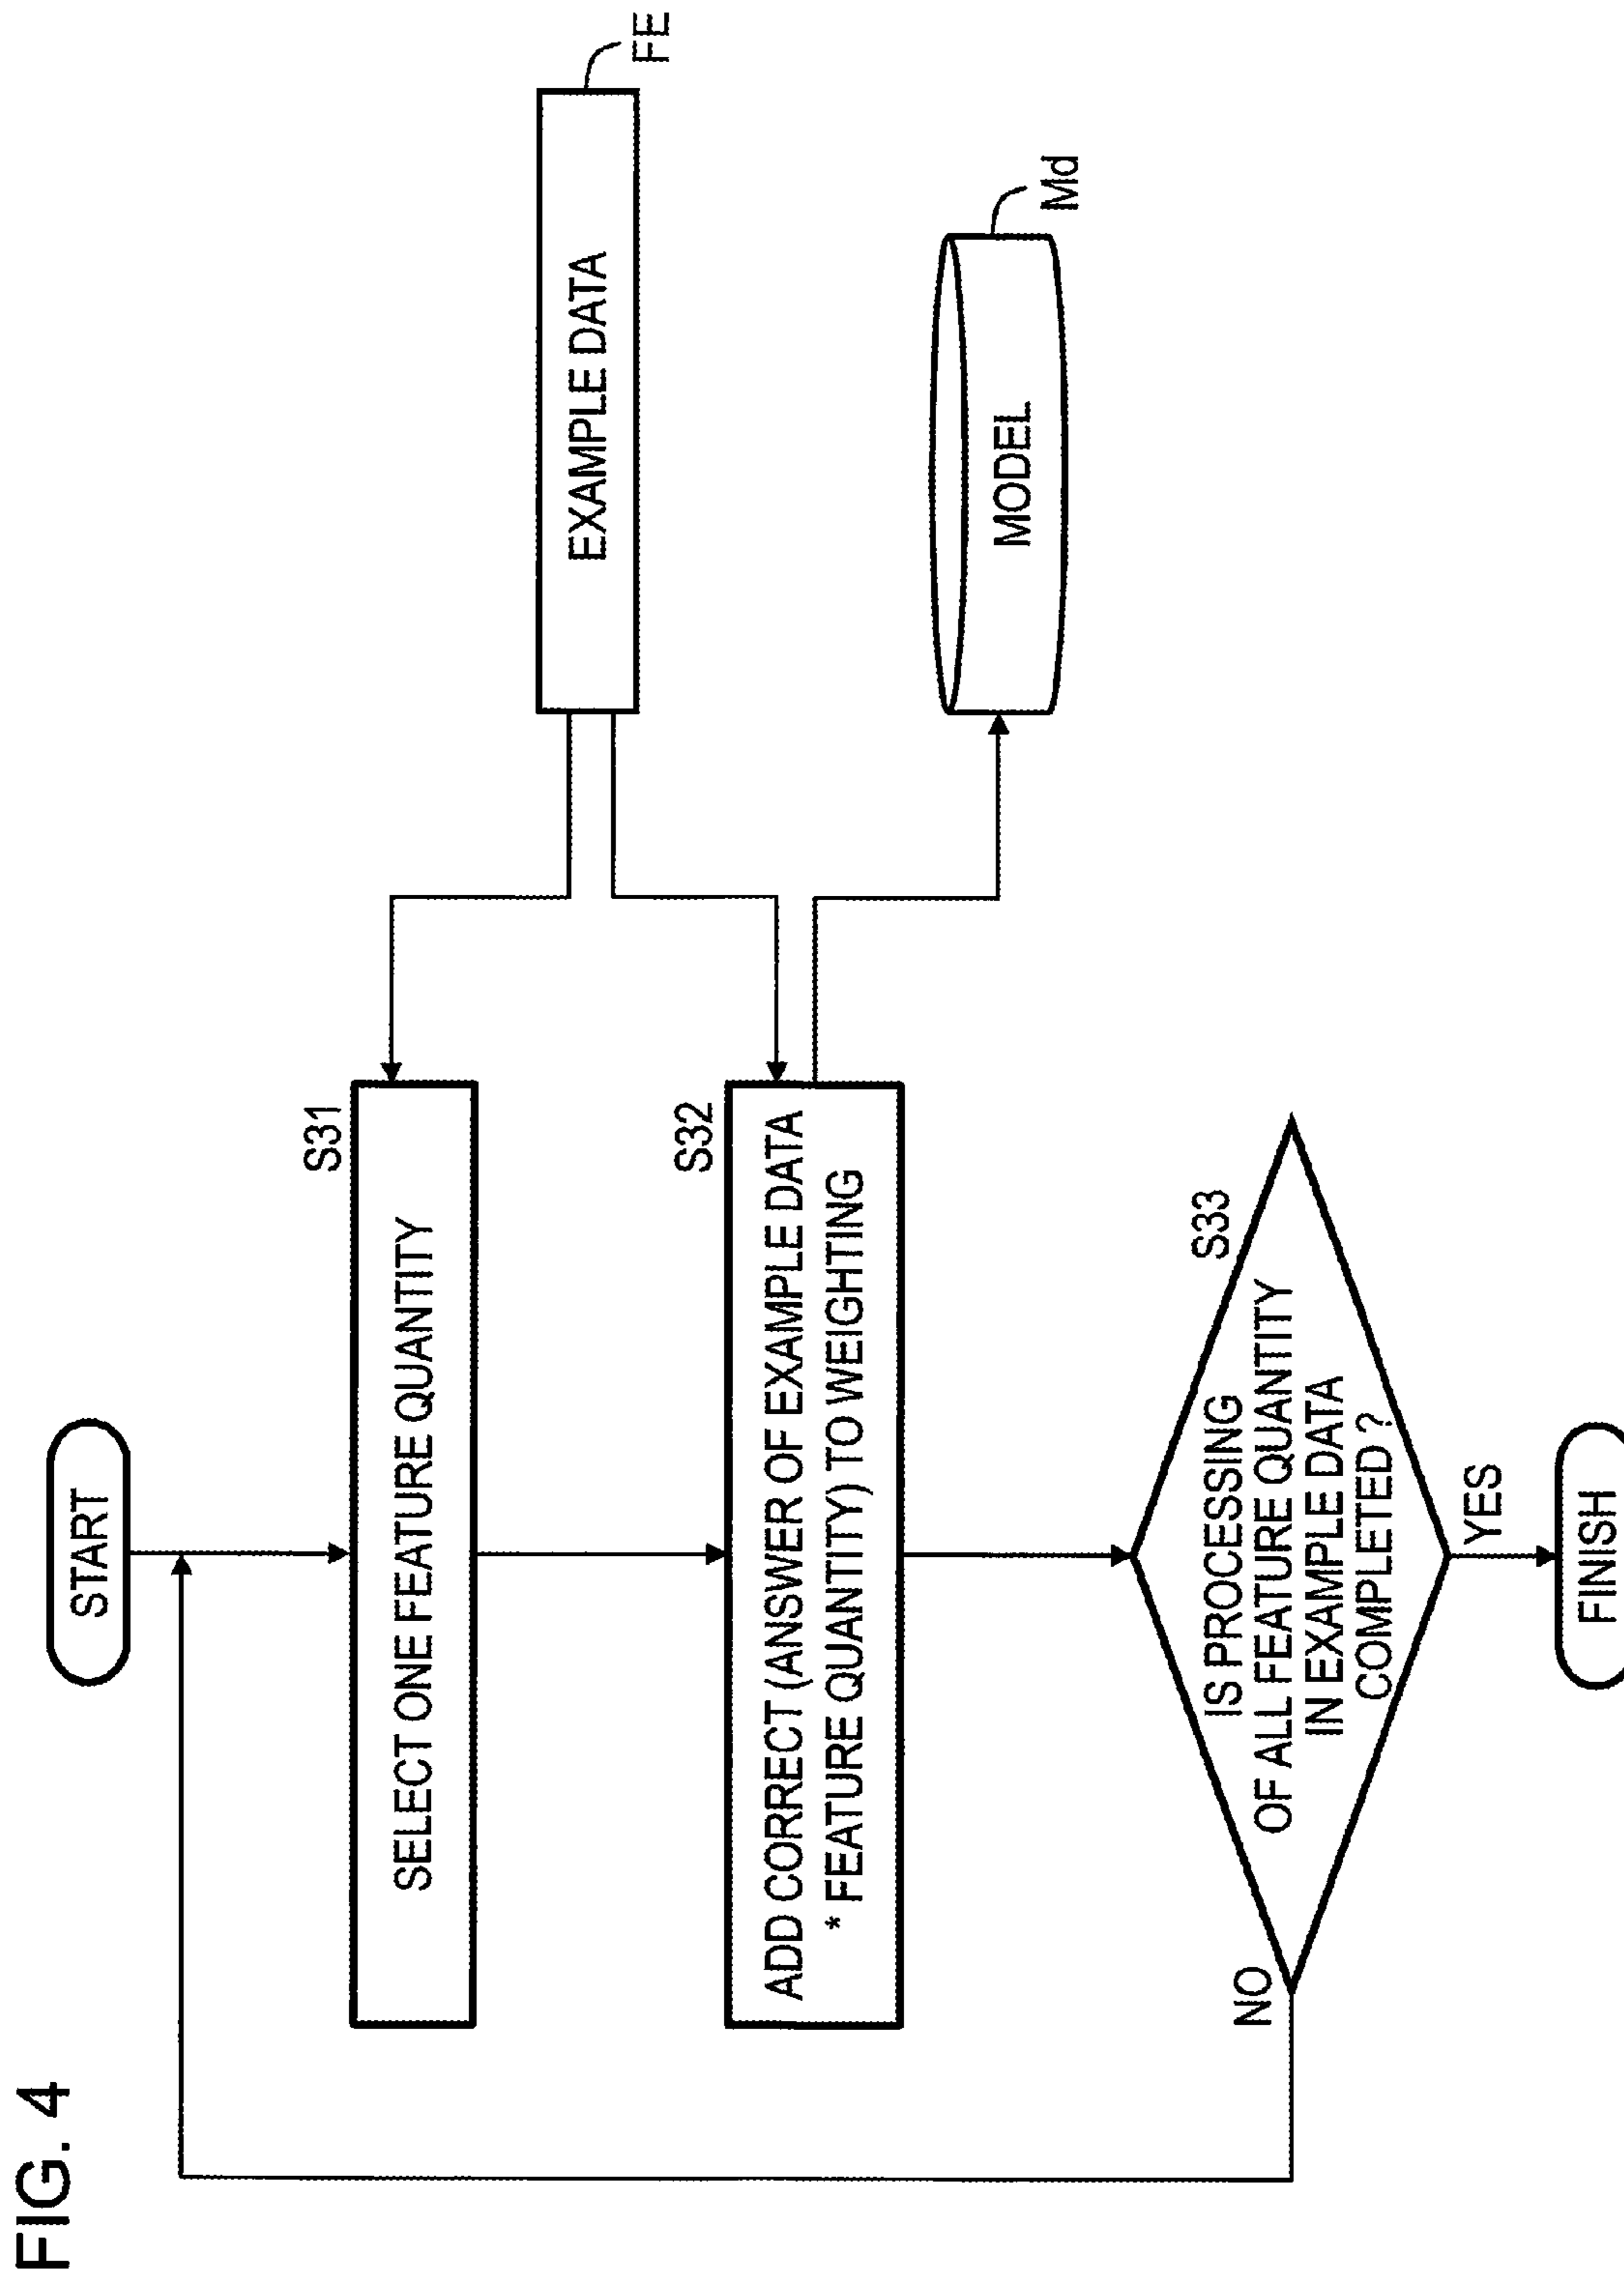 FIG. 4
START
S31
SELECT ONE FEATURE QUANTITY
EXAMPLE DATA
FE
S32
ADD CORRECT (ANSWER OF EXAMPLE DATA
* FEATURE QUANTITY) TO WEIGHTING
MODEL
Md
S33
IS PROCESSING
OF ALL FEATURE QUANTITY
IN EXAMPLE DATA
COMPLETED ?
NO
YES
FINISH